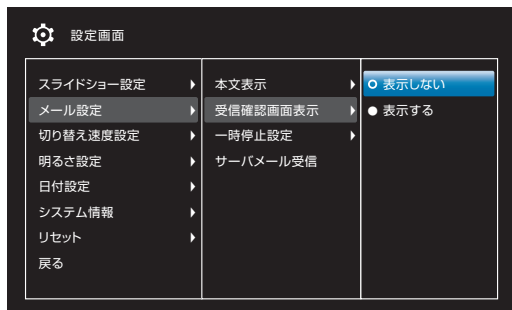 設定画面
スライドショー設定
メール設定
切り替え速度設定
明るさ設定
日付設定
システム情報
リセット
戻る
本文表示
受信確認画面表示
一時停止設定
サーバメール受信
表示しない
表示する